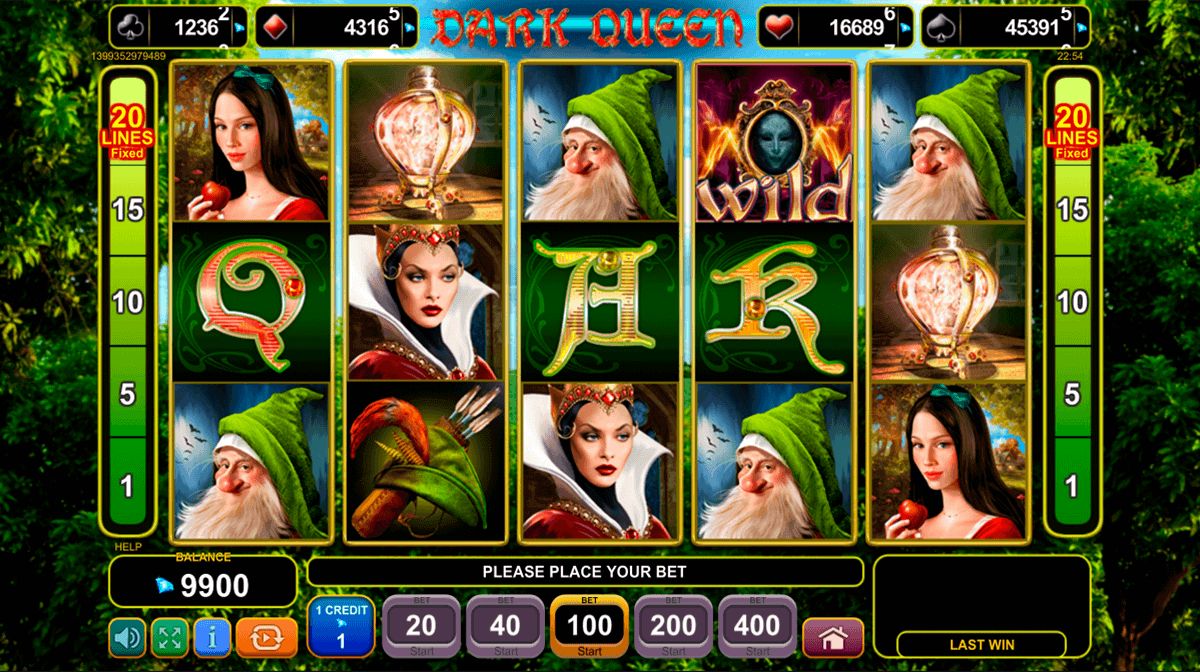 1236 2
4316 5
DARK QUEEN
16689 6
45391 5
1399352979489
22:54
20
LINES
Fixed
15
10
5
1
wild
Q
A
K
20
LINES
Fixed
15
10
5
1
HELP
BALANCE
9900
PLEASE PLACE YOUR BET
1 CREDIT
1
BET
20
Start
BET
40
Start
BET
100
Start
BET
200
Start
BET
400
Start
LAST WIN